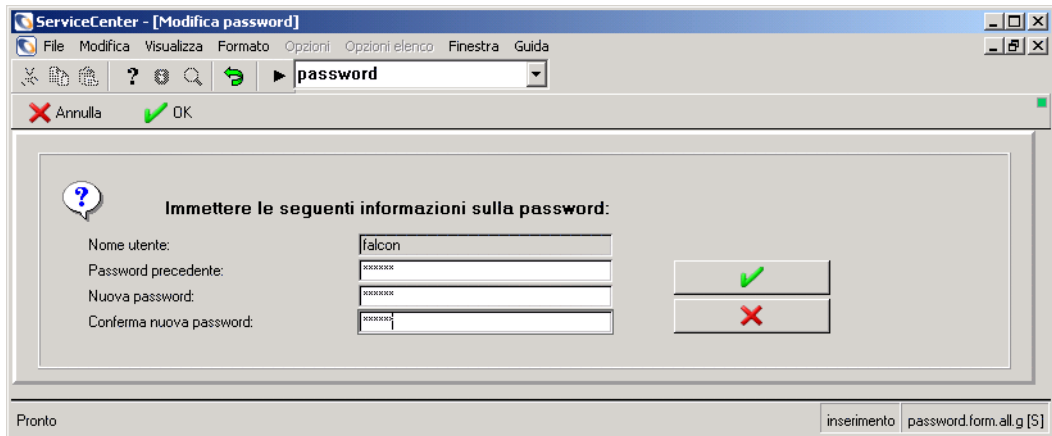 ServiceCenter - [Modifica password]
File Modifica Visualizza Formato Opzioni Opzioni elenco Finestra Guida
password
Annulla OK
Immettere le seguenti informazioni sulla password:
Nome utente: falcon
Password precedente: ******
Nuova password: ******
Conferma nuova password: ******
Pronto inserimento password.form.all.g [S]